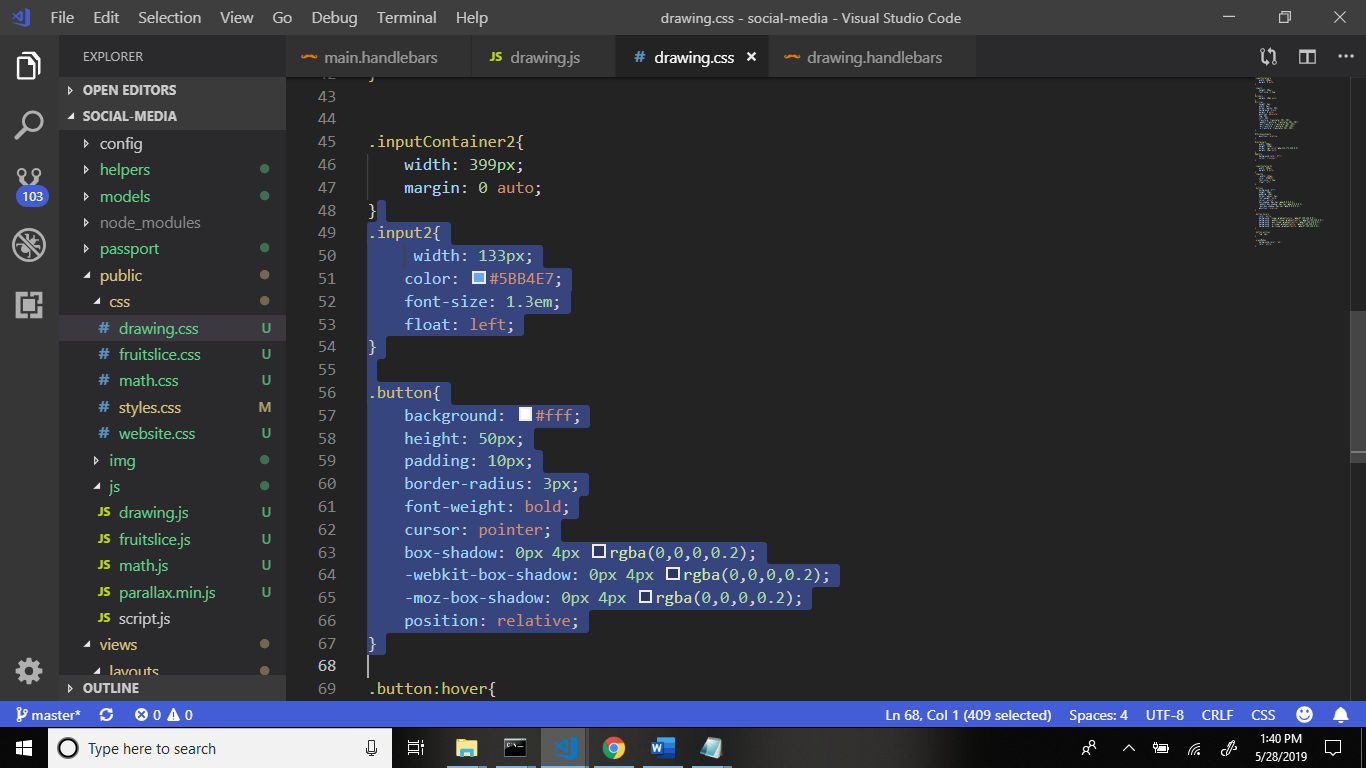 File Edit Selection View Go Debug Terminal Help
drawing.css - social-media - Visual Studio Code
EXPLORER
main.handlebars
JS drawing.js
# drawing.css ×
drawing.handlebars
OPEN EDITORS
SOCIAL-MEDIA
config
helpers
models
node_modules
passport
public
css
# drawing.css U
# fruitslice.css U
# math.css U
# styles.css M
# website.css U
img
js
JS drawing.js U
JS fruitslice.js U
JS math.js U
JS parallax.min.js U
JS script.js
views
layouts
OUTLINE
103
42 }
43
44
45 .inputContainer2{
46 width: 399px;
47 margin: 0 auto;
48 }
49 .input2{
50 width: 133px;
51 color: #5BB4E7;
52 font-size: 1.3em;
53 float: left;
54 }
55
56 .button{
57 background: #fff;
58 height: 50px;
59 padding: 10px;
60 border-radius: 3px;
61 font-weight: bold;
62 cursor: pointer;
63 box-shadow: 0px 4px rgba(0,0,0,0.2);
64 -webkit-box-shadow: 0px 4px rgba(0,0,0,0.2);
65 -moz-box-shadow: 0px 4px rgba(0,0,0,0.2);
66 position: relative;
67 }
68
69 .button:hover{
master* 0 0
Ln 68, Col 1 (409 selected) Spaces: 4 UTF-8 CRLF CSS
Type here to search
1:40 PM
5/28/2019